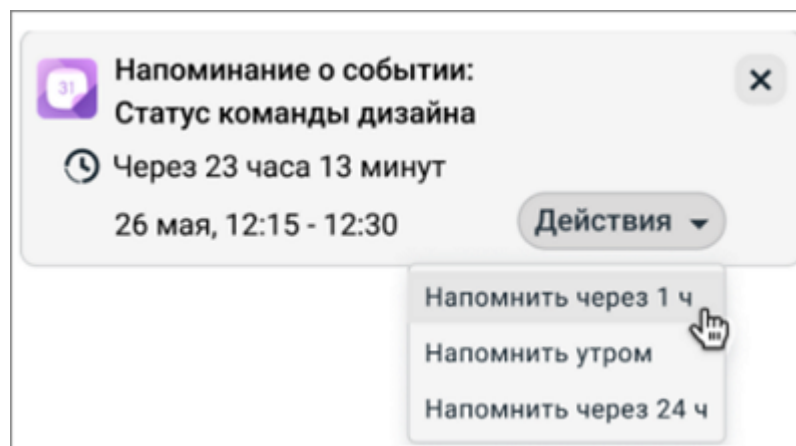 31
Напоминание о событии:
Статус команды дизайна
Через 23 часа 13 минут
26 мая, 12:15 - 12:30
Действия
Напомнить через 1 ч
Напомнить утром
Напомнить через 24 ч